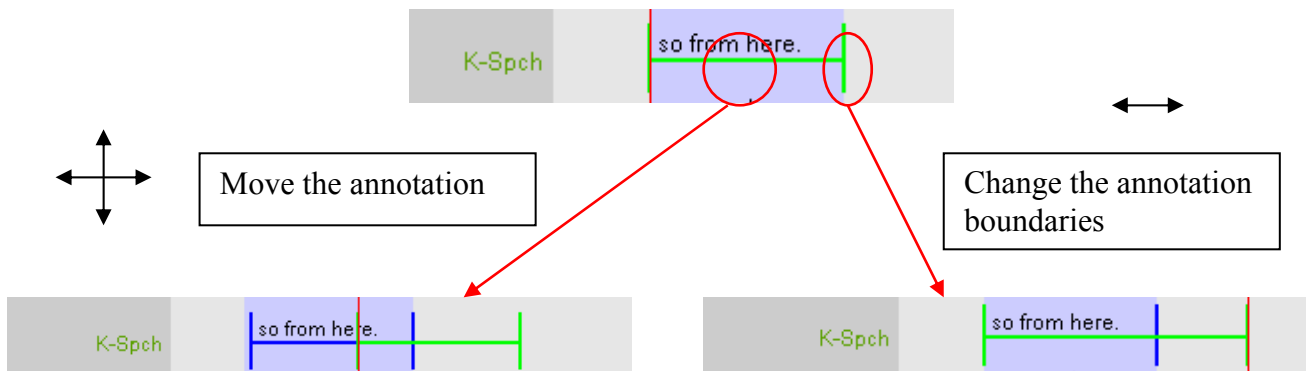 so from here.
K-Spch
Move the annotation
Change the annotation
boundaries
so from here.
K-Spch
so from here.
K-Spch